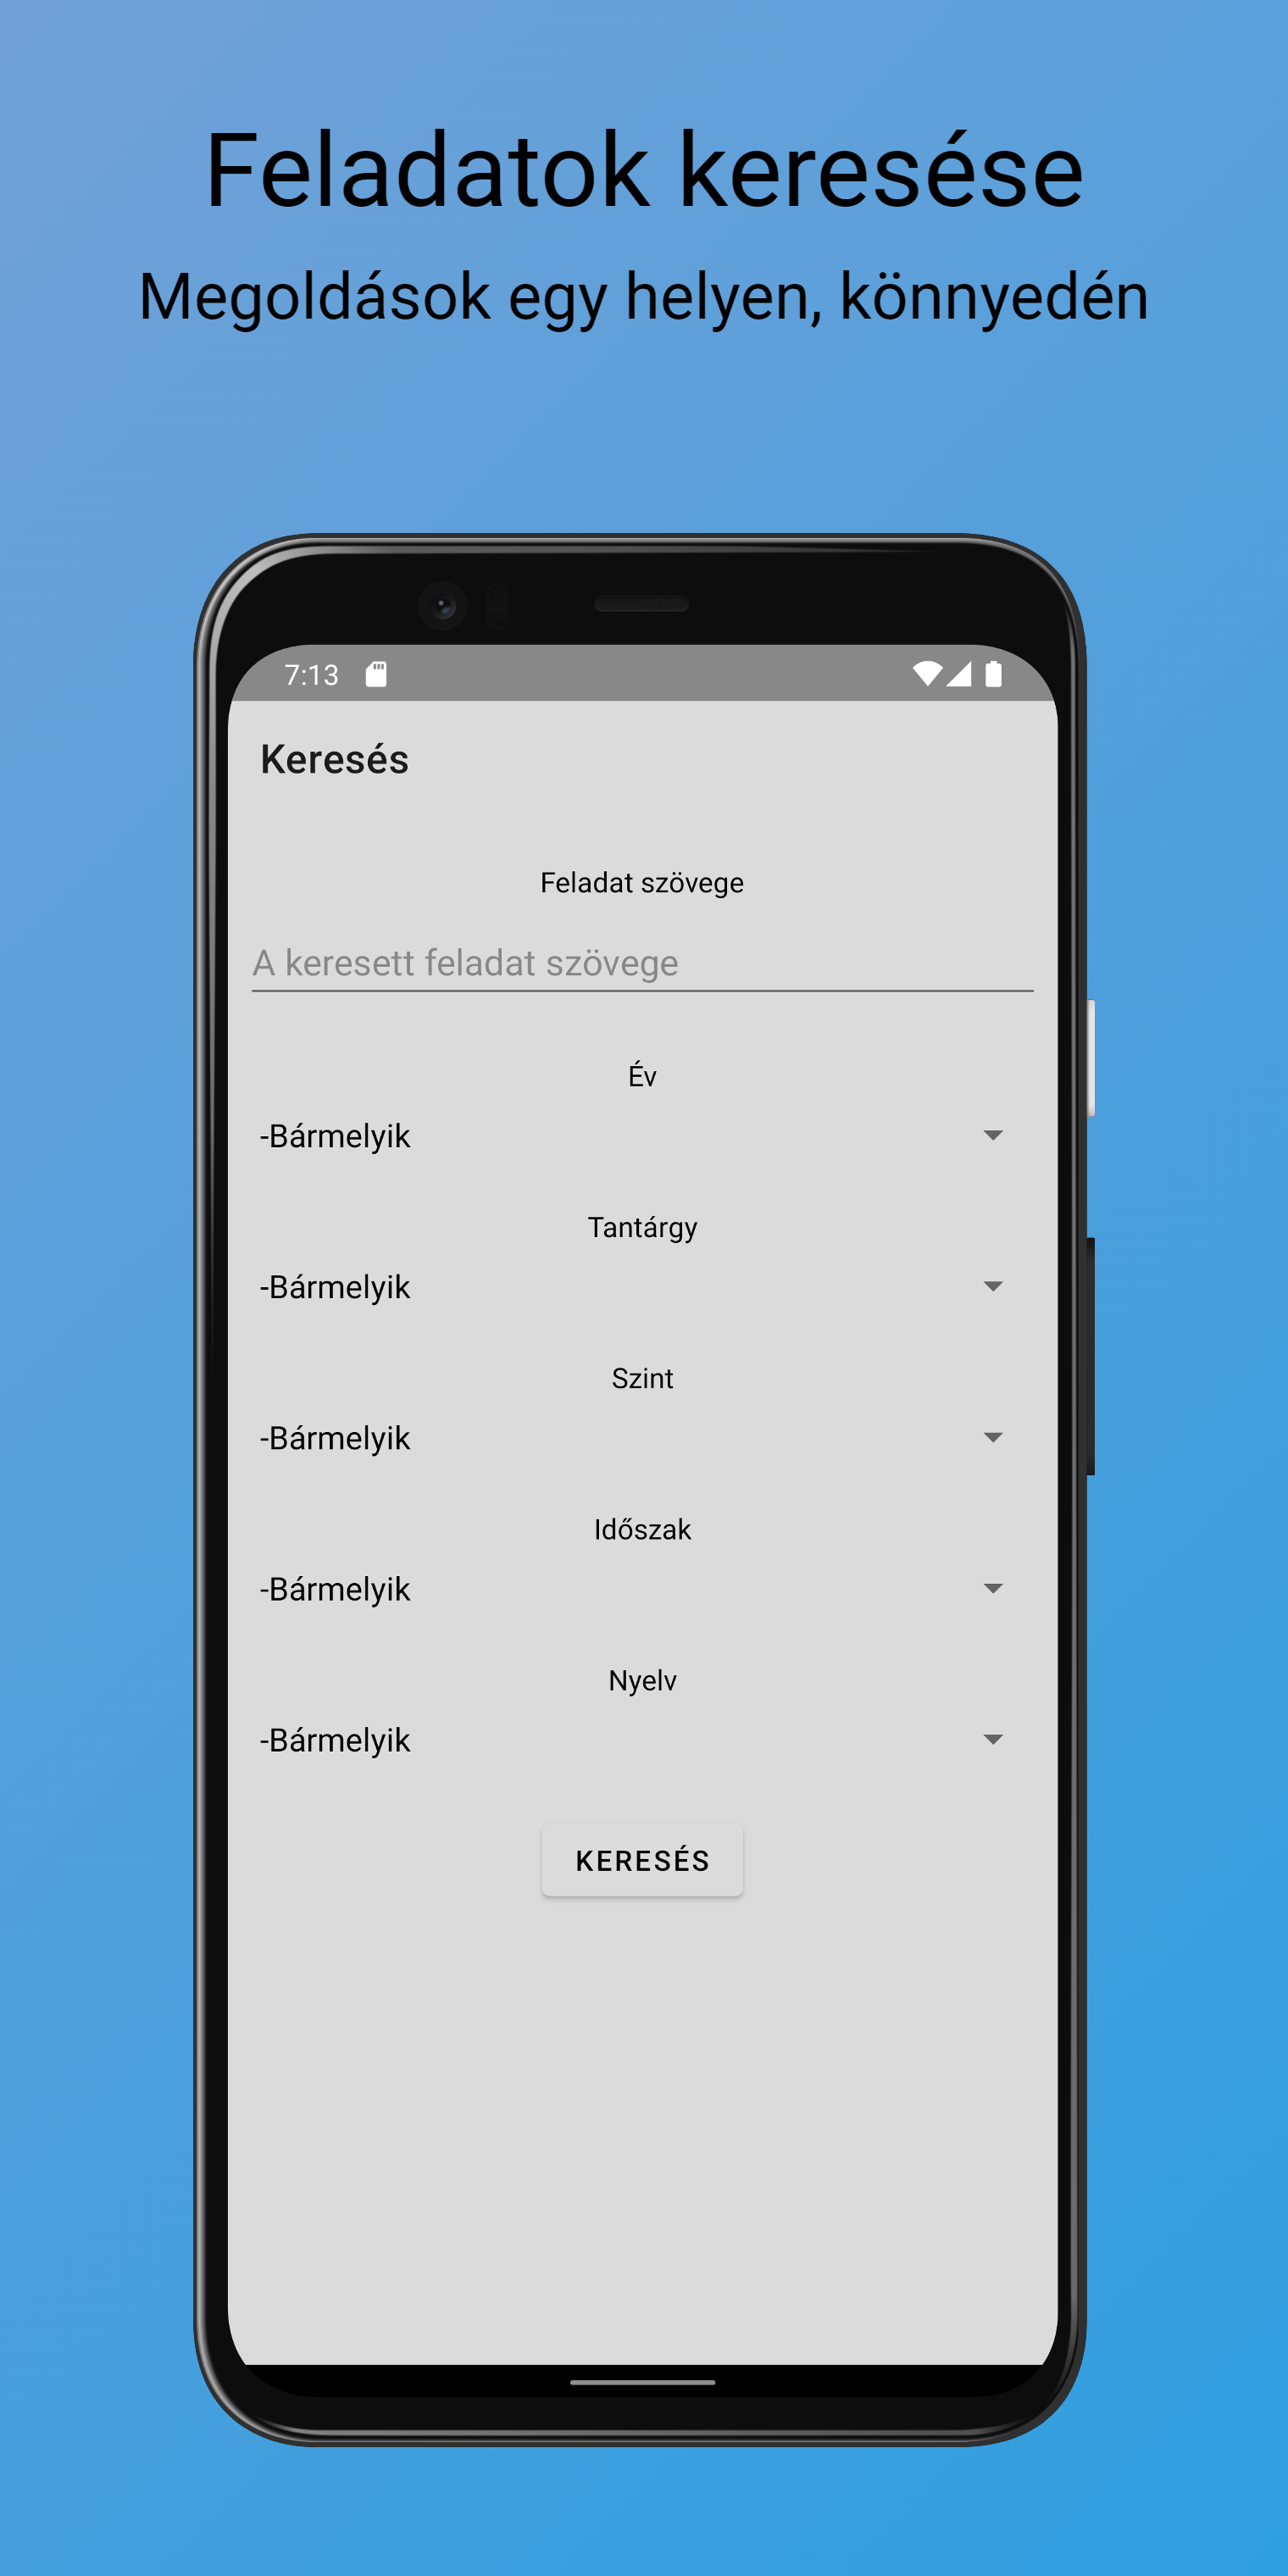 Feladatok keresése
Megoldások egy helyen, könnyedén
7:13
Keresés
Feladat szövege
A keresett feladat szövege
Év
-Bármelyik
Tantárgy
-Bármelyik
Szint
-Bármelyik
Időszak
-Bármelyik
Nyelv
-Bármelyik
KERESÉS